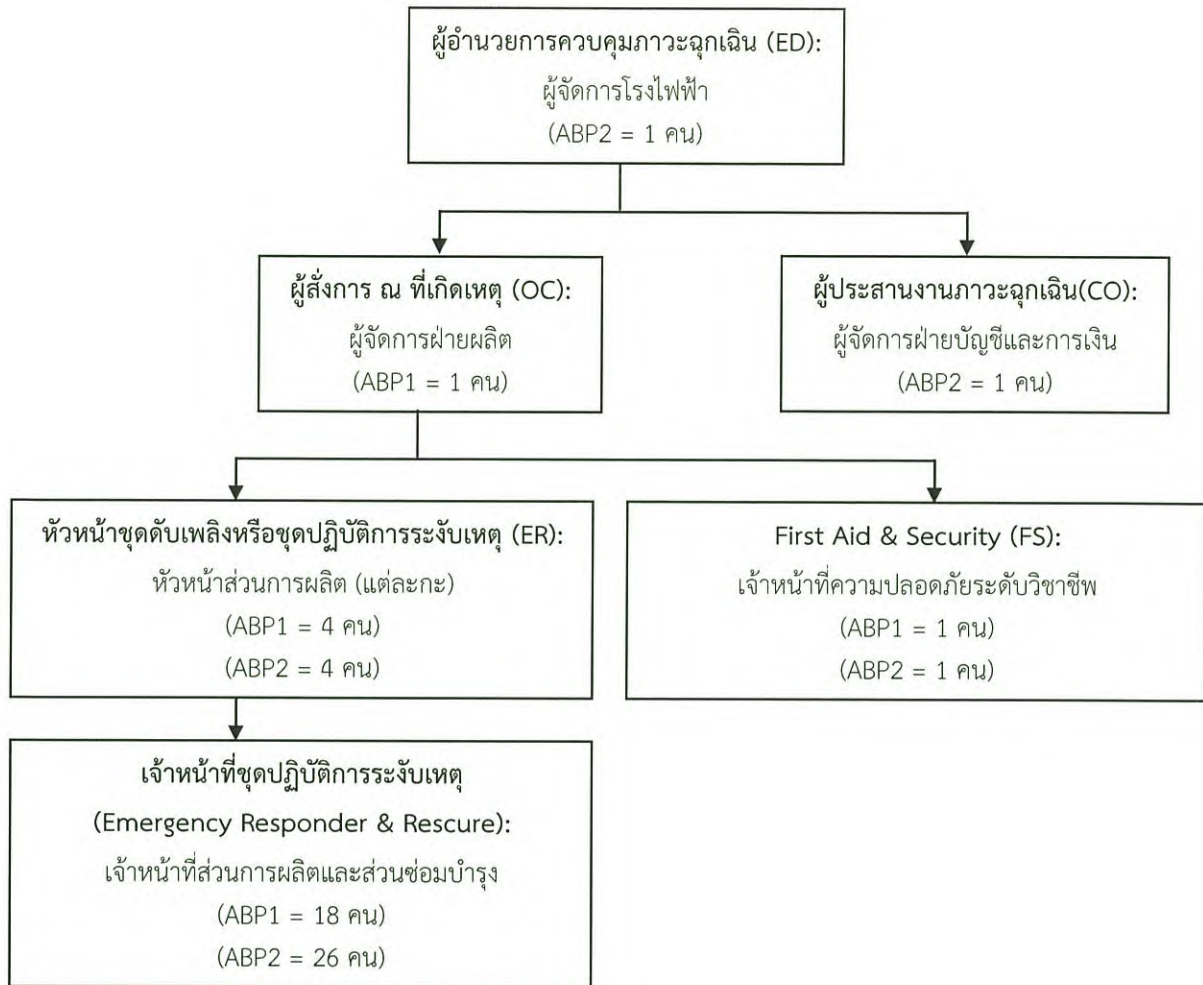 ผู้อำนวยการควบคุมภาวะฉุกเฉิน (ED):
ผู้จัดการโรงไฟฟ้า
(ABP2 = 1 คน)
ผู้สั่งการ ณ ที่เกิดเหตุ (OC):
ผู้จัดการฝ่ายผลิต
(ABP1 = 1 คน)
ผู้ประสานงานภาวะฉุกเฉิน(CO):
ผู้จัดการฝ่ายบัญชีและการเงิน
(ABP2 = 1 คน)
หัวหน้าชุดดับเพลิงหรือชุดปฏิบัติการระงับเหตุ (ER):
หัวหน้าส่วนการผลิต (แต่ละกะ)
(ABP1 = 4 คน)
(ABP2 = 4 คน)
First Aid & Security (FS):
เจ้าหน้าที่ความปลอดภัยระดับวิชาชีพ
(ABP1 = 1 คน)
(ABP2 = 1 คน)
เจ้าหน้าที่ชุดปฏิบัติการระงับเหตุ
(Emergency Responder & Rescure):
เจ้าหน้าที่ส่วนการผลิตและส่วนซ่อมบำรุง
(ABP1 = 18 คน)
(ABP2 = 26 คน)